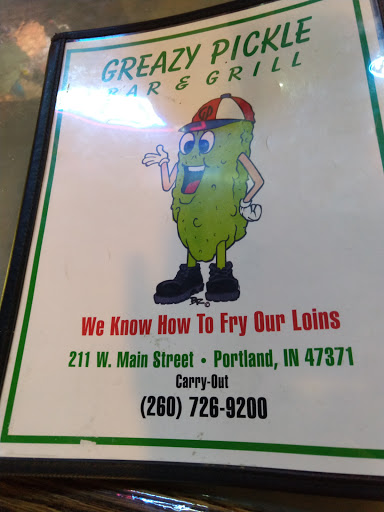 GREAZY PICKLE
BAR & GRILL
We Know How To Fry Our Loins
211 W. Main Street • Portland, IN 47371
Carry-Out
(260) 726-9200